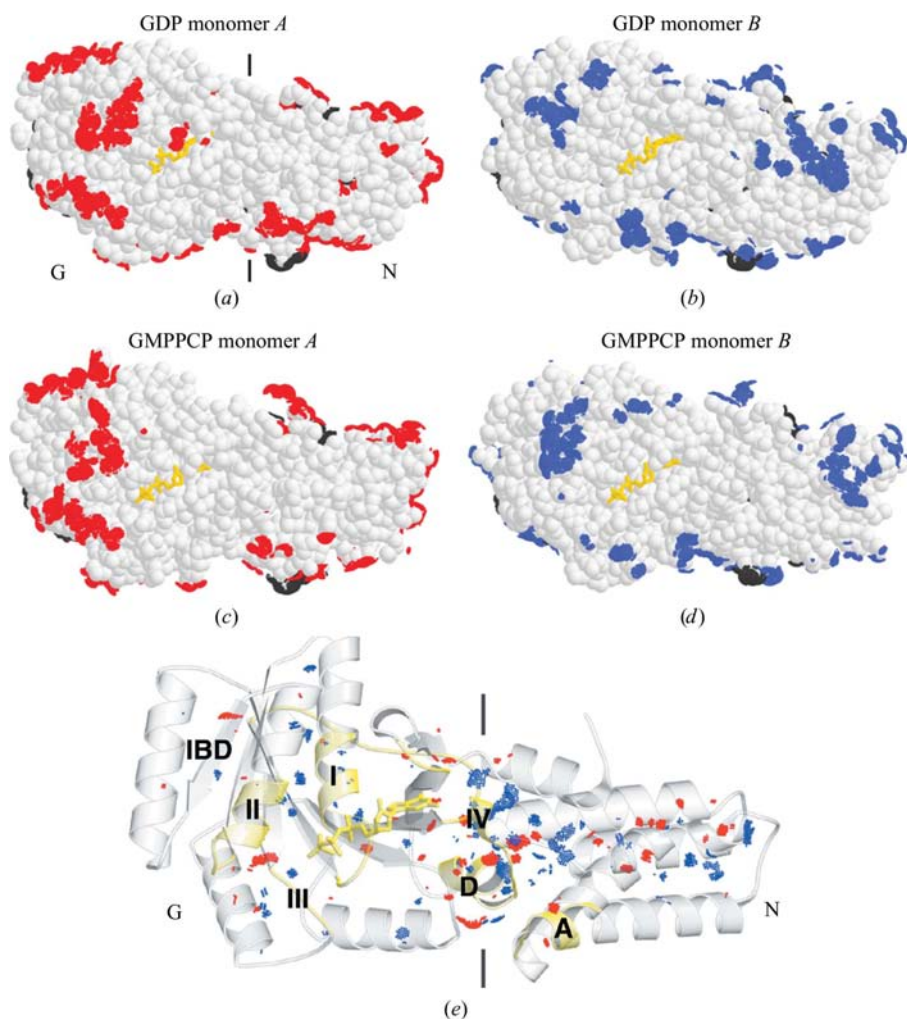 GDP monomer A
GDP monomer B
G
N
(a)
(b)
GMPPCP monomer A
GMPPCP monomer B
(c)
(d)
IBD
I
II
IV
D
III
A
G
N
(e)